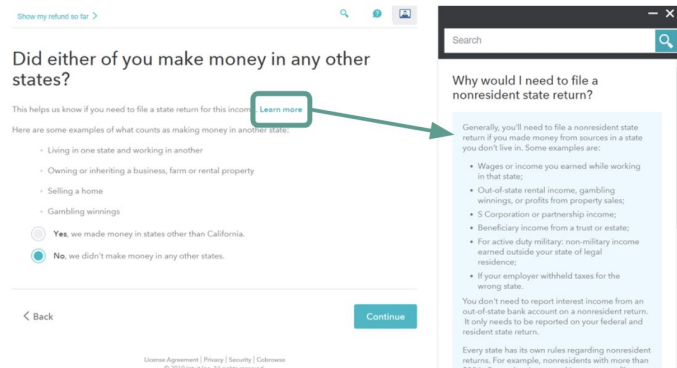 Show my refund so far >
Did either of you make money in any other
states?
This helps us know if you need to file a state return for this income. Learn more
Here are some examples of what counts as making money in another state:
Living in one state and working in another
Owning or inheriting a business, farm or rental property
Selling a home
Gambling winnings
Yes, we made money in states other than California.
No, we didn't make money in any other states.
< Back
Continue
License Agreement | Privacy | Security | Cobrowse
Search
Why would I need to file a
nonresident state return?
Generally, you'll need to file a nonresident state
return if you made money from sources in a state
you don't live in. Some examples are:
• Wages or income you earned while working
in that state;
• Out-of-state rental income, gambling
winnings, or profits from property sales;
• S Corporation or partnership income;
• Beneficiary income from a trust or estate;
• For active duty military: non-military income
earned outside your state of legal
residence;
• If your employer withheld taxes for the
wrong state.
You don't need to report interest income from an
out-of-state bank account on a nonresident return.
It only needs to be reported on your federal and
resident state return.
Every state has its own rules regarding nonresident
returns. For example, nonresidents with more than